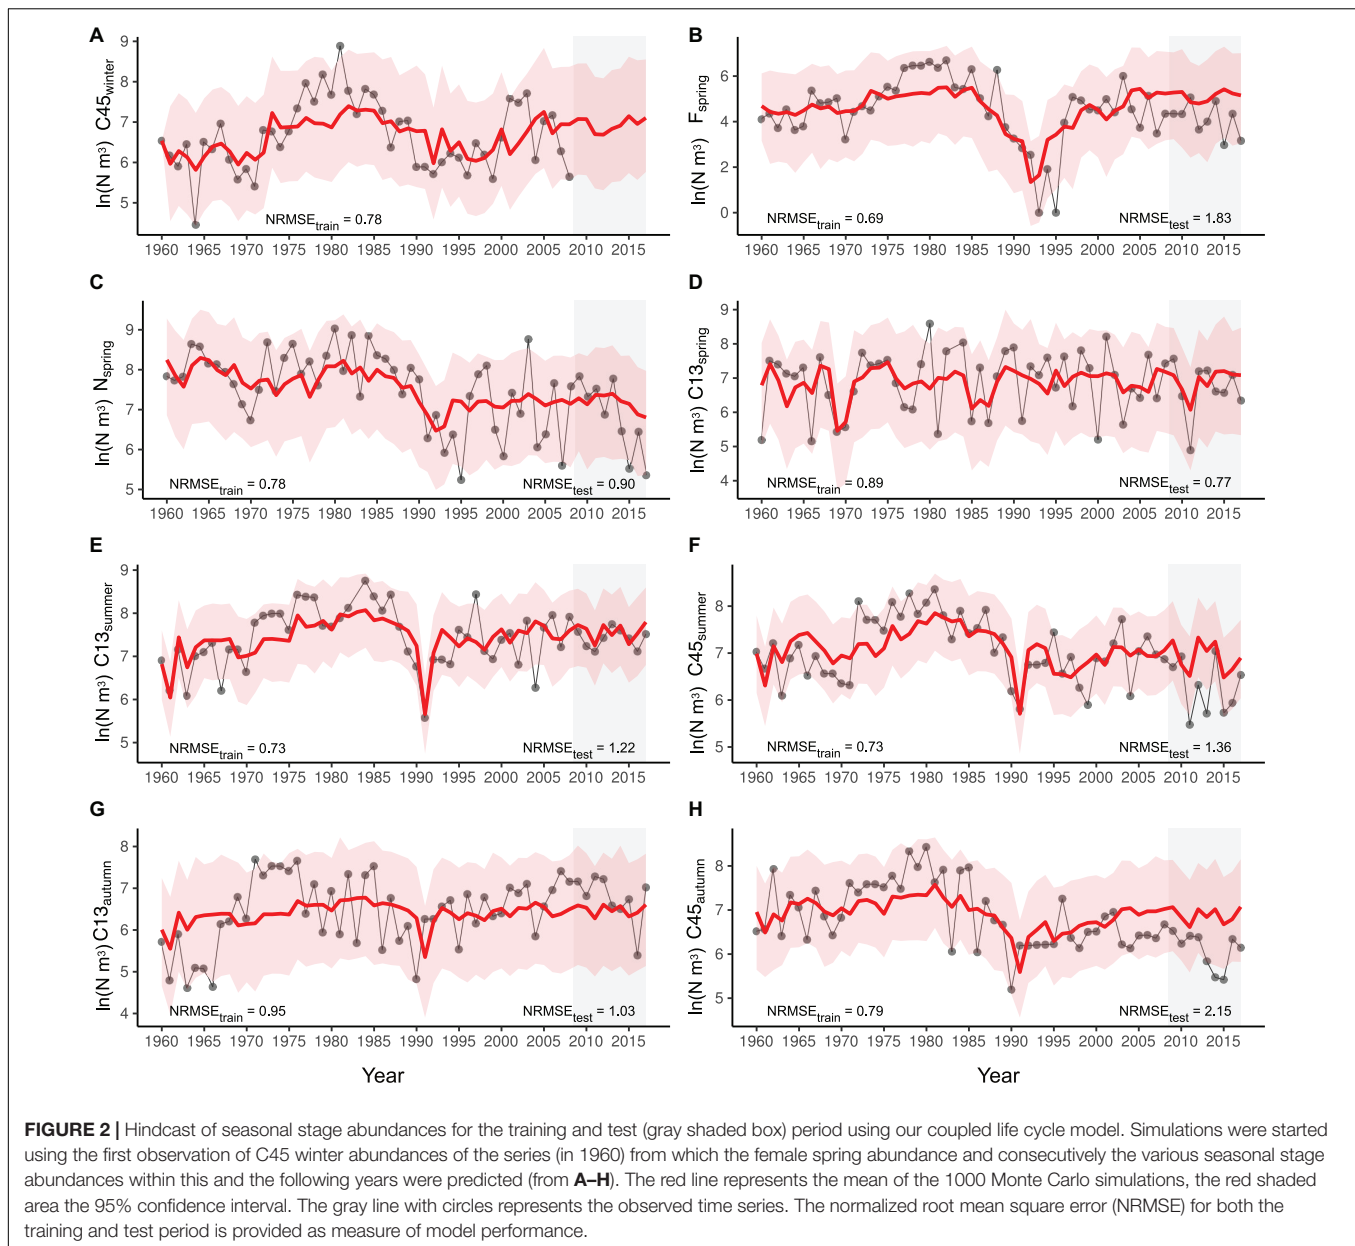 A
ln(N m³) C45winter
9
8
7
6
5
NRMSEtrain = 0.78
1960 1965 1970 1975 1980 1985 1990 1995 2000 2005 2010 2015
B
ln(N m³) Fspring
6
4
2
0
NRMSEtrain = 0.69
NRMSEtest = 1.83
1960 1965 1970 1975 1980 1985 1990 1995 2000 2005 2010 2015
C
ln(N m³) Nspring
9
8
7
6
5
NRMSEtrain = 0.78
NRMSEtest = 0.90
1960 1965 1970 1975 1980 1985 1990 1995 2000 2005 2010 2015
D
ln(N m³) C13spring
9
8
7
6
5
4
NRMSEtrain = 0.89
NRMSEtest = 0.77
1960 1965 1970 1975 1980 1985 1990 1995 2000 2005 2010 2015
E
ln(N m³) C13summer
9
8
7
6
5
NRMSEtrain = 0.73
NRMSEtest = 1.22
1960 1965 1970 1975 1980 1985 1990 1995 2000 2005 2010 2015
F
ln(N m³) C45summer
8
7
6
5
NRMSEtrain = 0.73
NRMSEtest = 1.36
1960 1965 1970 1975 1980 1985 1990 1995 2000 2005 2010 2015
G
ln(N m³) C13autumn
8
7
6
5
4
NRMSEtrain = 0.95
NRMSEtest = 1.03
1960 1965 1970 1975 1980 1985 1990 1995 2000 2005 2010 2015
Year
H
ln(N m³) C45autumn
8
7
6
5
NRMSEtrain = 0.79
NRMSEtest = 2.15
1960 1965 1970 1975 1980 1985 1990 1995 2000 2005 2010 2015
Year
FIGURE 2 | Hindcast of seasonal stage abundances for the training and test (gray shaded box) period using our coupled life cycle model. Simulations were started
using the first observation of C45 winter abundances of the series (in 1960) from which the female spring abundance and consecutively the various seasonal stage
abundances within this and the following years were predicted (from A–H). The red line represents the mean of the 1000 Monte Carlo simulations, the red shaded
area the 95% confidence interval. The gray line with circles represents the observed time series. The normalized root mean square error (NRMSE) for both the
training and test period is provided as measure of model performance.